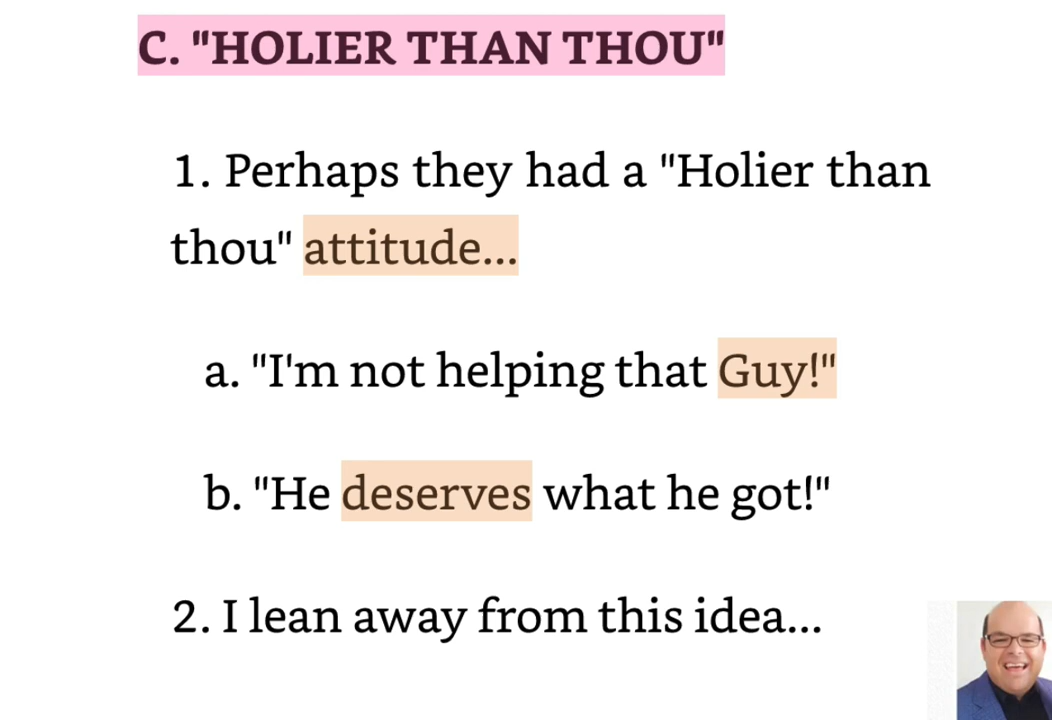 C. "HOLIER THAN THOU"
1. Perhaps they had a "Holier than
thou" attitude...
a. "I'm not helping that Guy!"
b. "He deserves what he got!"
2. I lean away from this idea...